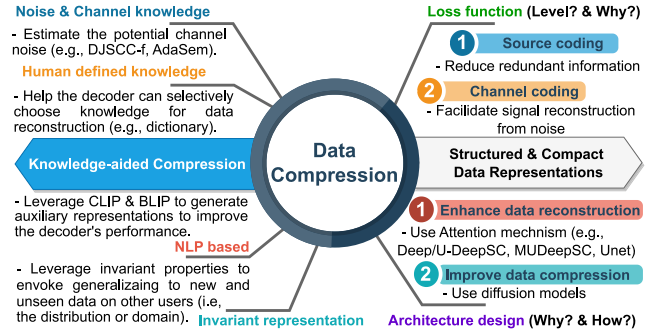 Noise & Channel knowledge
- Estimate the potential channel
noise (e.g., DJSCC-f, AdaSem).
Human defined knowledge
- Help the decoder can selectively
choose knowledge for data
reconstruction (e.g., dictionary).
Knowledge-aided Compression
- Leverage CLIP & BLIP to generate
auxiliary representations to improve
the decoder's performance.
NLP based
- Leverage invariant properties to
envoke generalizaing to new and
unseen data on other users (i.e,
the distribution or domain).
Invariant representation
Data
Compression
Loss function (Level? & Why?)
1 Source coding
- Reduce redundant information
2 Channel coding
- Facilidate signal reconstruction
from noise
Structured & Compact
Data Representations
1 Enhance data reconstruction
- Use Attention mechnism (e.g.,
Deep/U-DeepSC, MUDeepSC, Unet)
2 Improve data compression
- Use diffusion models
Architecture design (Why? & How?)